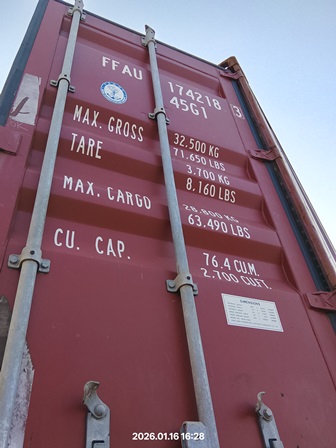 FFAU 174218 3
45G1
MAX. GROSS 32.500 KG
71.650 LBS
TARE 3.700 KG
8.160 LBS
MAX. CARGO 28.800 KG
63.490 LBS
CU. CAP. 76.4 CU.M.
2.700 CU.FT.
2026.01.16 16:28